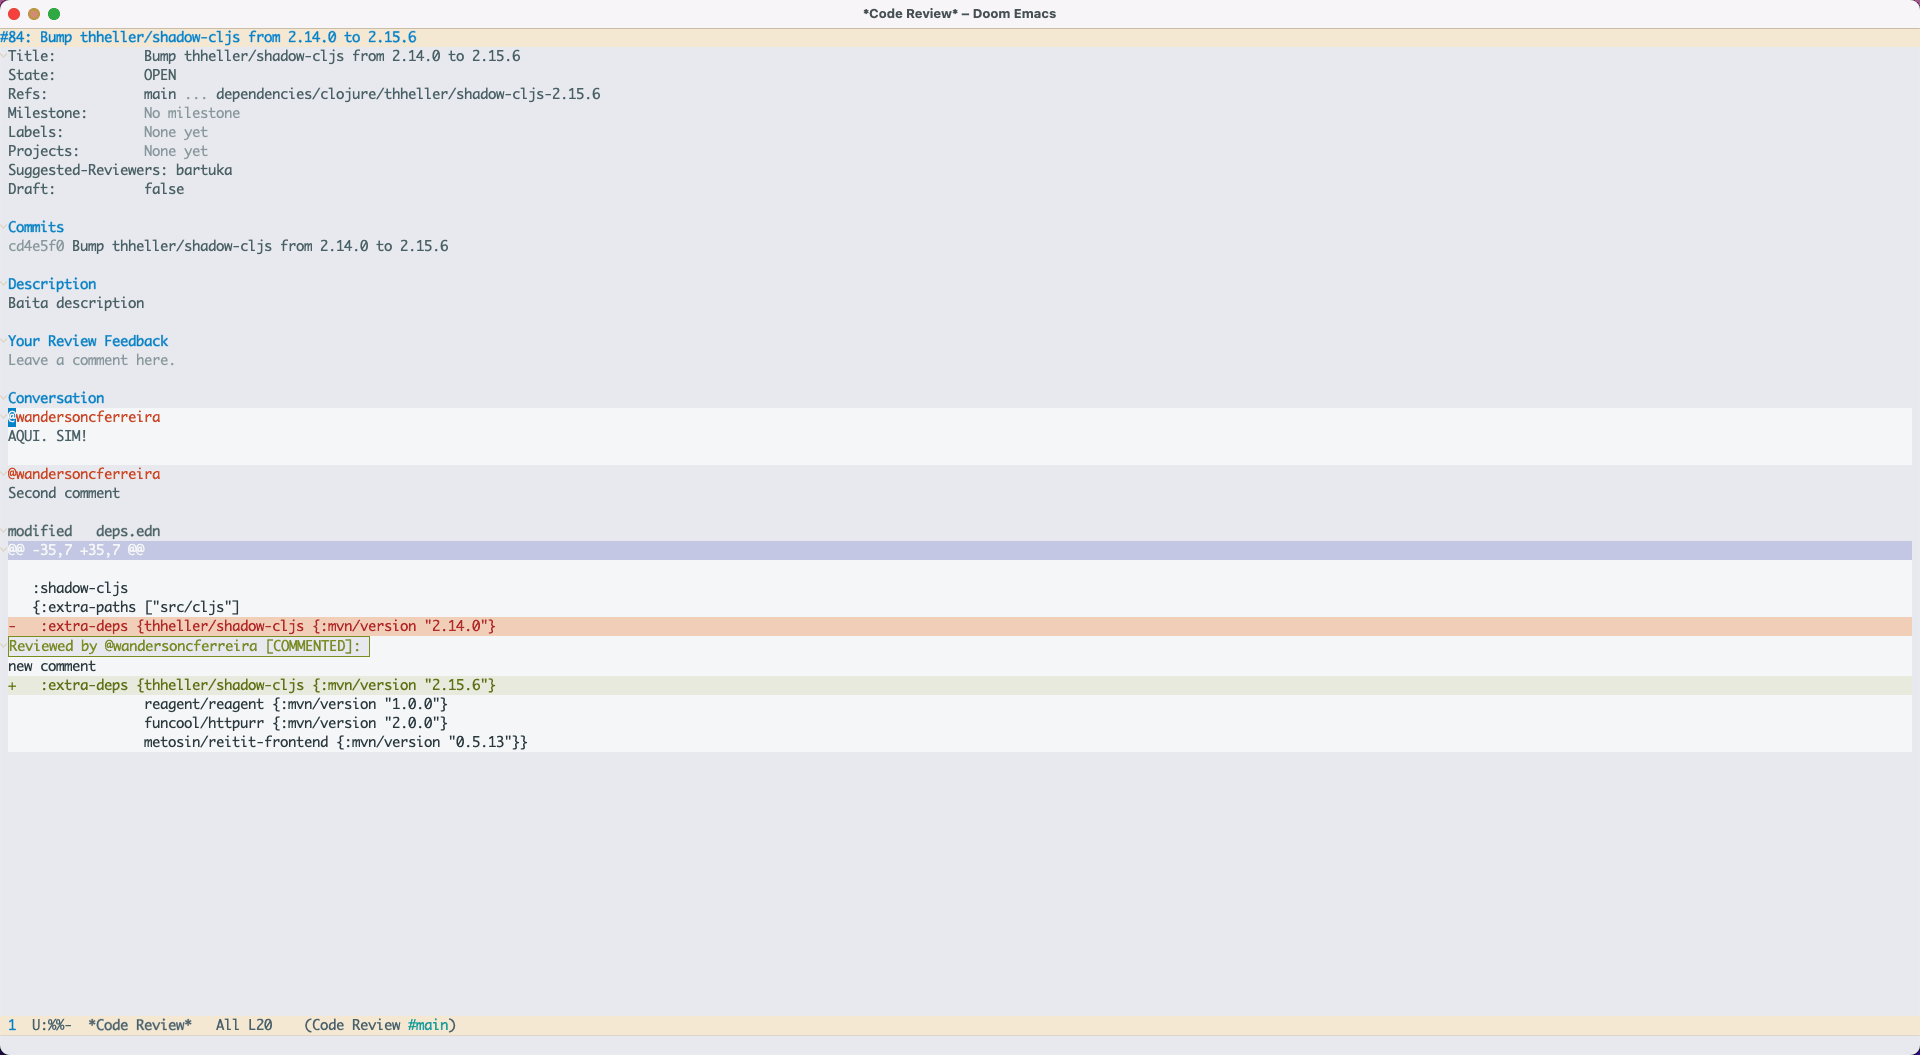 *Code Review* – Doom Emacs
#84: Bump thheller/shadow-cljs from 2.14.0 to 2.15.6
Title: Bump thheller/shadow-cljs from 2.14.0 to 2.15.6
State: OPEN
Refs: main ... dependencies/clojure/thheller/shadow-cljs-2.15.6
Milestone: No milestone
Labels: None yet
Projects: None yet
Suggested-Reviewers: bartuka
Draft: false
Commits
cd4e5f0 Bump thheller/shadow-cljs from 2.14.0 to 2.15.6
Description
Baita description
Your Review Feedback
Leave a comment here.
Conversation
@wandersoncferreira
AQUI. SIM!
@wandersoncferreira
Second comment
modified   deps.edn
@@ -35,7 +35,7 @@
:shadow-cljs
{:extra-paths ["src/cljs"]
-   :extra-deps {thheller/shadow-cljs {:mvn/version "2.14.0"}
Reviewed by @wandersoncferreira [COMMENTED]:
new comment
+   :extra-deps {thheller/shadow-cljs {:mvn/version "2.15.6"}
reagent/reagent {:mvn/version "1.0.0"}
funcool/httpurr {:mvn/version "2.0.0"}
metosin/reitit-frontend {:mvn/version "0.5.13"}}
1  U:%%-  *Code Review*   All L20    (Code Review #main)